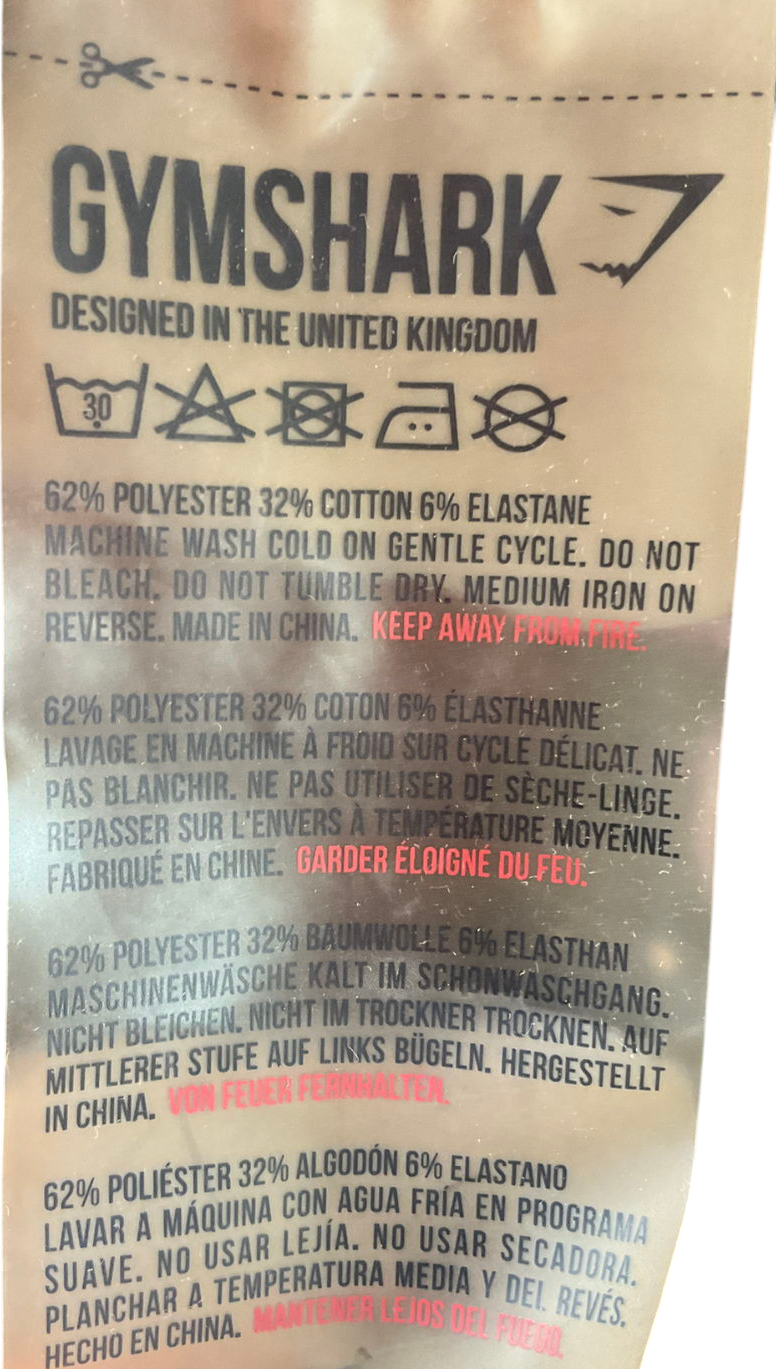 GYMSHARK
DESIGNED IN THE UNITED KINGDOM
30
62% POLYESTER 32% COTTON 6% ELASTANE
MACHINE WASH COLD ON GENTLE CYCLE. DO NOT
BLEACH. DO NOT TUMBLE DRY. MEDIUM IRON ON
REVERSE. MADE IN CHINA. KEEP AWAY FROM FIRE.
62% POLYESTER 32% COTON 6% ÉLASTHANNE
LAVAGE EN MACHINE À FROID SUR CYCLE DÉLICAT. NE
PAS BLANCHIR. NE PAS UTILISER DE SÈCHE-LINGE.
REPASSER SUR L'ENVERS À TEMPÉRATURE MOYENNE.
FABRIQUÉ EN CHINE. GARDER ÉLOIGNÉ DU FEU.
62% POLYESTER 32% BAUMWOLLE 6% ELASTHAN
MASCHINENWÄSCHE KALT IM SCHONWASCHGANG.
NICHT BLEICHEN. NICHT IM TROCKNER TROCKNEN. AUF
MITTLERER STUFE AUF LINKS BÜGELN. HERGESTELLT
IN CHINA. VON FEUER FERNHALTEN.
62% POLIÉSTER 32% ALGODÓN 6% ELASTANO
LAVAR A MÁQUINA CON AGUA FRÍA EN PROGRAMA
SUAVE. NO USAR LEJÍA. NO USAR SECADORA.
PLANCHAR A TEMPERATURA MEDIA Y DEL REVÉS.
HECHO EN CHINA. MANTENER LEJOS DEL FUEGO.